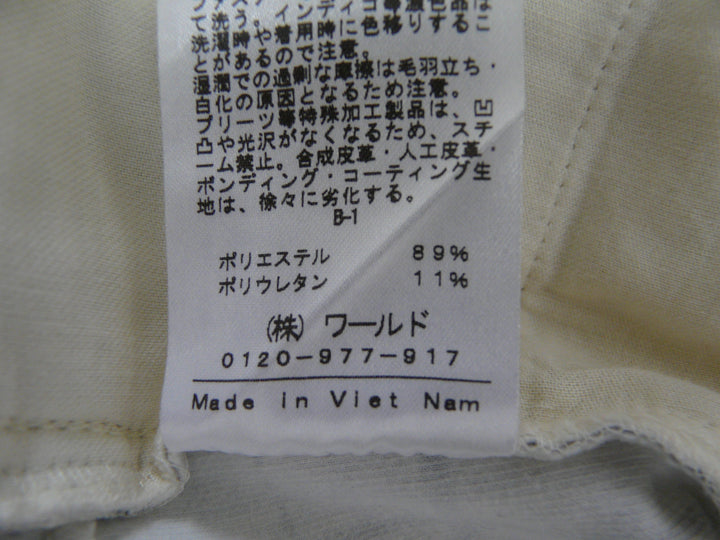 て洗う。や着用時に色移りするこ
洗濯時があるので注意。
湿潤での過剰な摩擦は毛羽立ち・
白化の原因となるため注意。
プリーツ等特殊加工製品は、凹
凸や光沢がなくなるため、スチ
ーム禁止。合成皮革・人工皮革・
ボンディング・コーティング生
地は、徐々に劣化する。
B-1
ポリエステル 89%
ポリウレタン 11%
(株)ワールド
0120-977-917
Made in Viet Nam